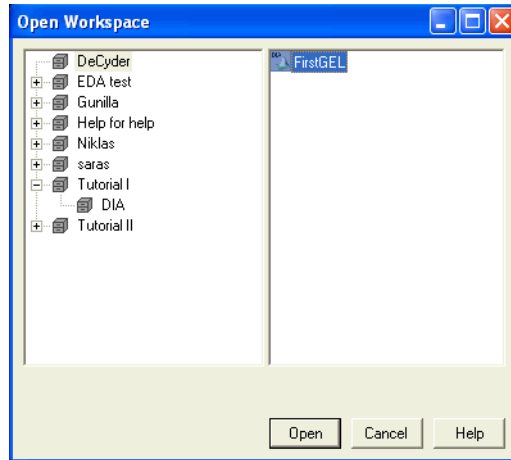 Open Workspace
DeCyder
EDA test
Gunilla
Help for help
Niklas
saras
Tutorial I
DIA
Tutorial II
FirstGEL
Open
Cancel
Help